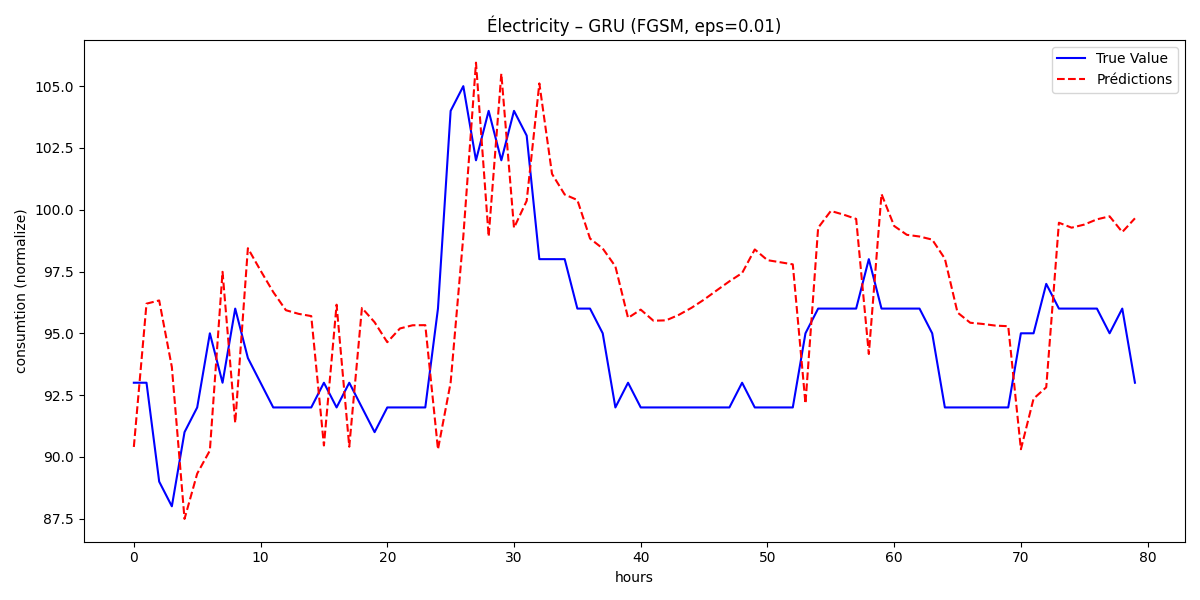 Électricity – GRU (FGSM, eps=0.01)
True Value
Prédictions
consumtion (normalize)
105.0
102.5
100.0
97.5
95.0
92.5
90.0
87.5
0 10 20 30 40 50 60 70 80
hours